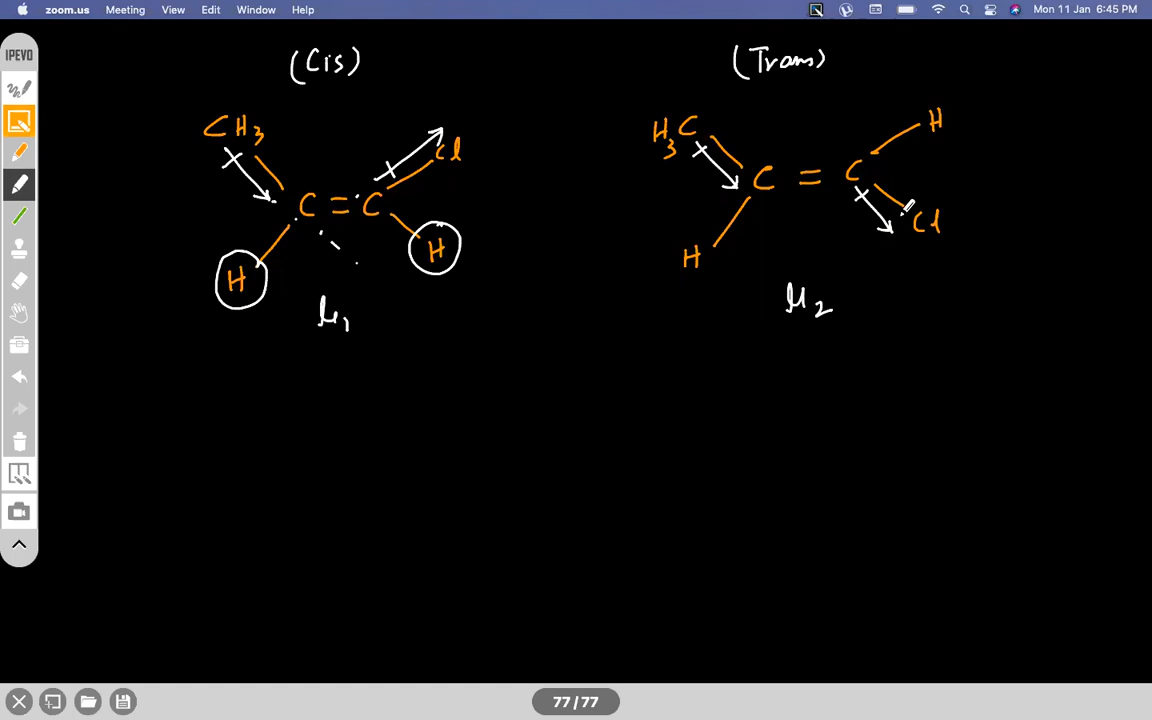 zoom.us Meeting View Edit Window Help Mon 11 Jan 6:45 PM
IPEVO
(Cis)
(Trans)
CH3 Cl
C = C
H H
μ1
H3C H
C = C
H Cl
μ2
77/77